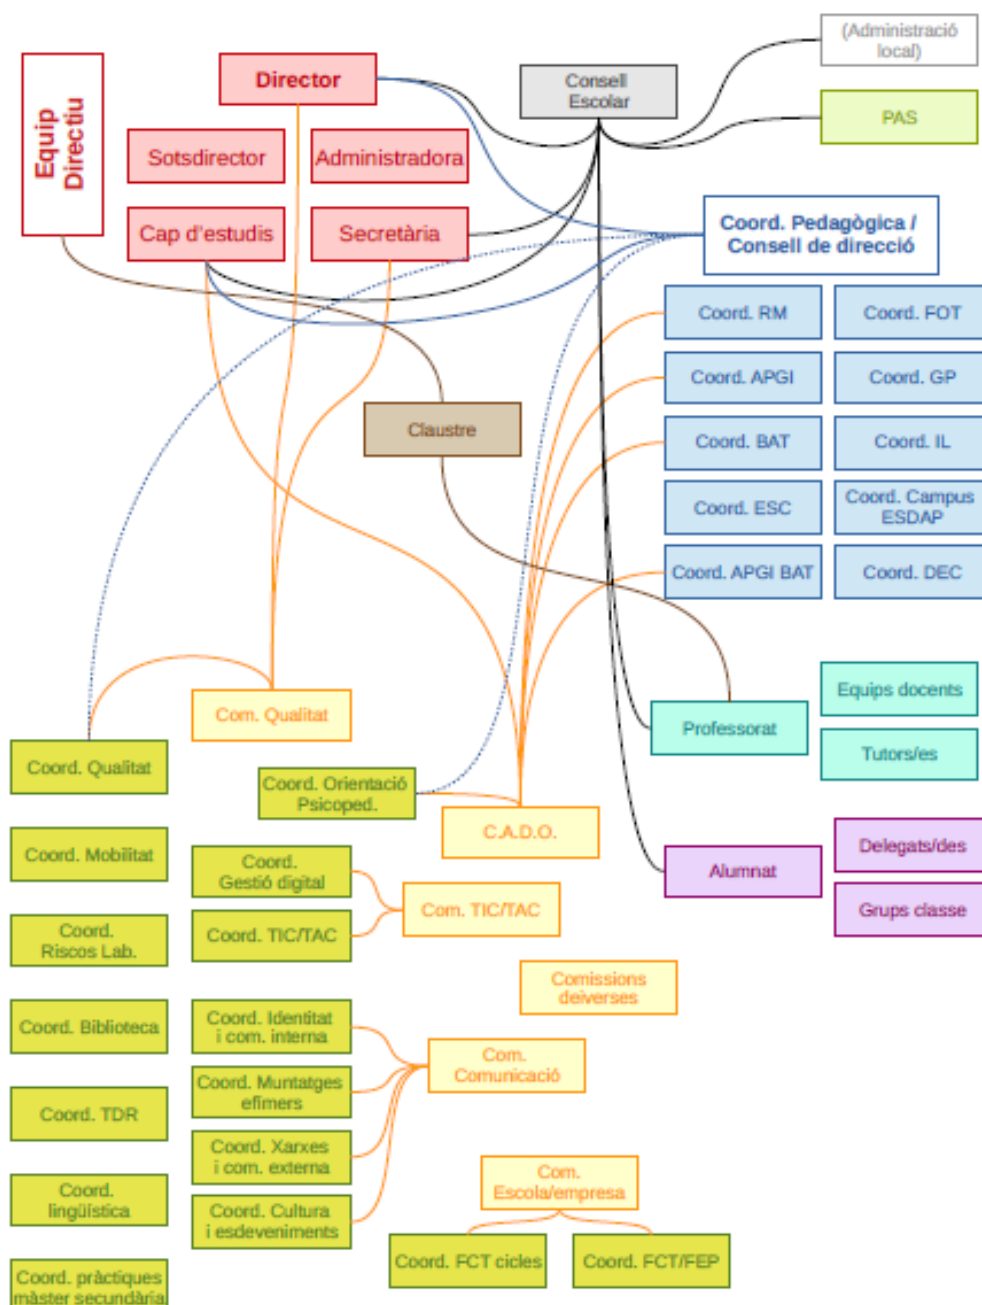 (Administració
local)
Equip
Directiu
Director
Consell
Escolar
PAS
Sotsdirector
Administradora
Cap d'estudis
Secretària
Coord. Pedagògica /
Consell de direcció
Coord. RM
Coord. FOT
Coord. APGI
Coord. GP
Claustre
Coord. BAT
Coord. IL
Coord. ESC
Coord. Campus
ESDAP
Coord. APGI BAT
Coord. DEC
Com. Qualitat
Equips docents
Professorat
Tutors/es
Coord. Qualitat
Coord. Orientació
Psicoped.
C.A.D.O.
Coord. Mobilitat
Coord.
Gestió digital
Alumnat
Delegats/des
Grups classe
Com. TIC/TAC
Coord. TIC/TAC
Coord.
Riscos Lab.
Comissions
deiverses
Coord. Biblioteca
Coord. Identitat
i com. interna
Com.
Comunicació
Coord. Muntatges
efímers
Coord. TDR
Coord. Xarxes
i com. externa
Com.
Escola/empresa
Coord.
lingüística
Coord. Cultura
i esdeveniments
Coord. FCT cicles
Coord. FCT/FEP
Coord. pràctiques
màster secundària